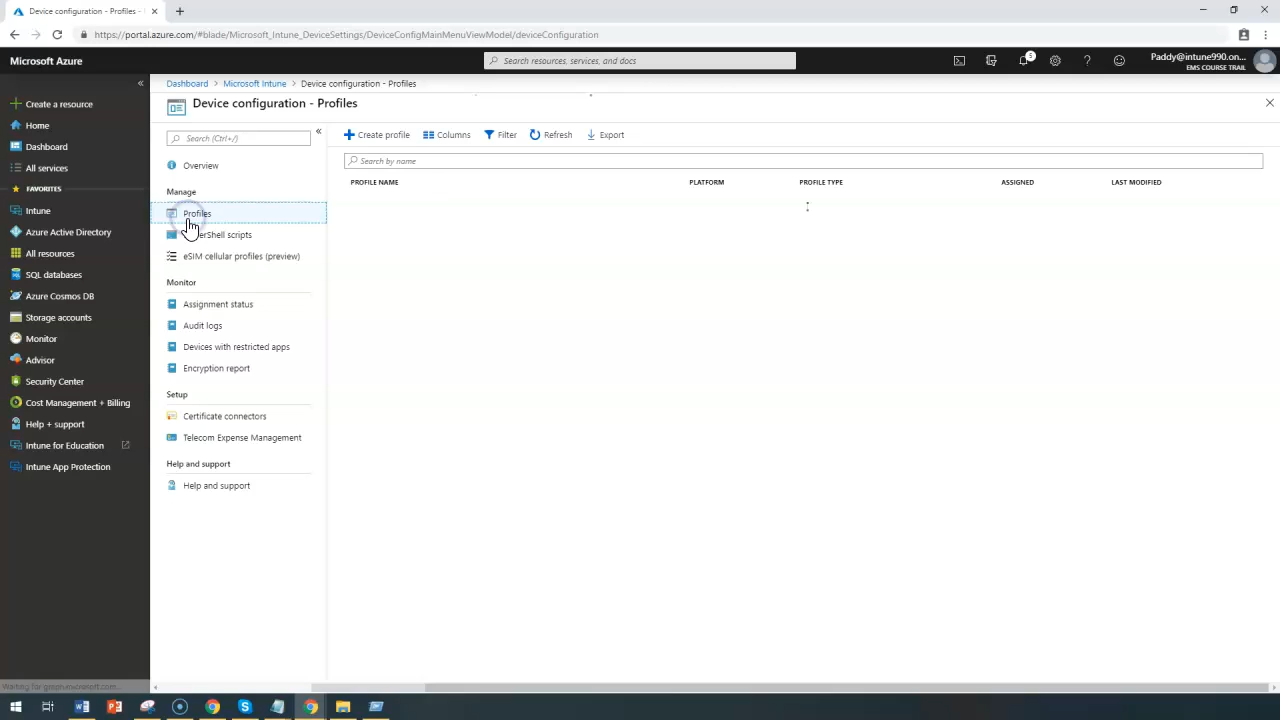 Device configuration - Profiles -
https://portal.azure.com/#blade/Microsoft_Intune_DeviceSettings/DeviceConfigMainMenuViewModel/deviceConfiguration
Microsoft Azure
Search resources, services, and docs
Paddy@intune990.on...
EMS COURSE TRAIL
Create a resource
Home
Dashboard
All services
FAVORITES
Intune
Azure Active Directory
All resources
SQL databases
Azure Cosmos DB
Storage accounts
Monitor
Advisor
Security Center
Cost Management + Billing
Help + support
Intune for Education
Intune App Protection
Dashboard > Microsoft Intune > Device configuration - Profiles
Device configuration - Profiles
Search (Ctrl+/)
Overview
Manage
Profiles
eSIM cellular profiles (preview)
scripts
Monitor
Assignment status
Audit logs
Devices with restricted apps
Encryption report
Setup
Certificate connectors
Telecom Expense Management
Help and support
Help and support
Create profile Columns Filter Refresh Export
Search by name
PROFILE NAME PLATFORM PROFILE TYPE ASSIGNED LAST MODIFIED